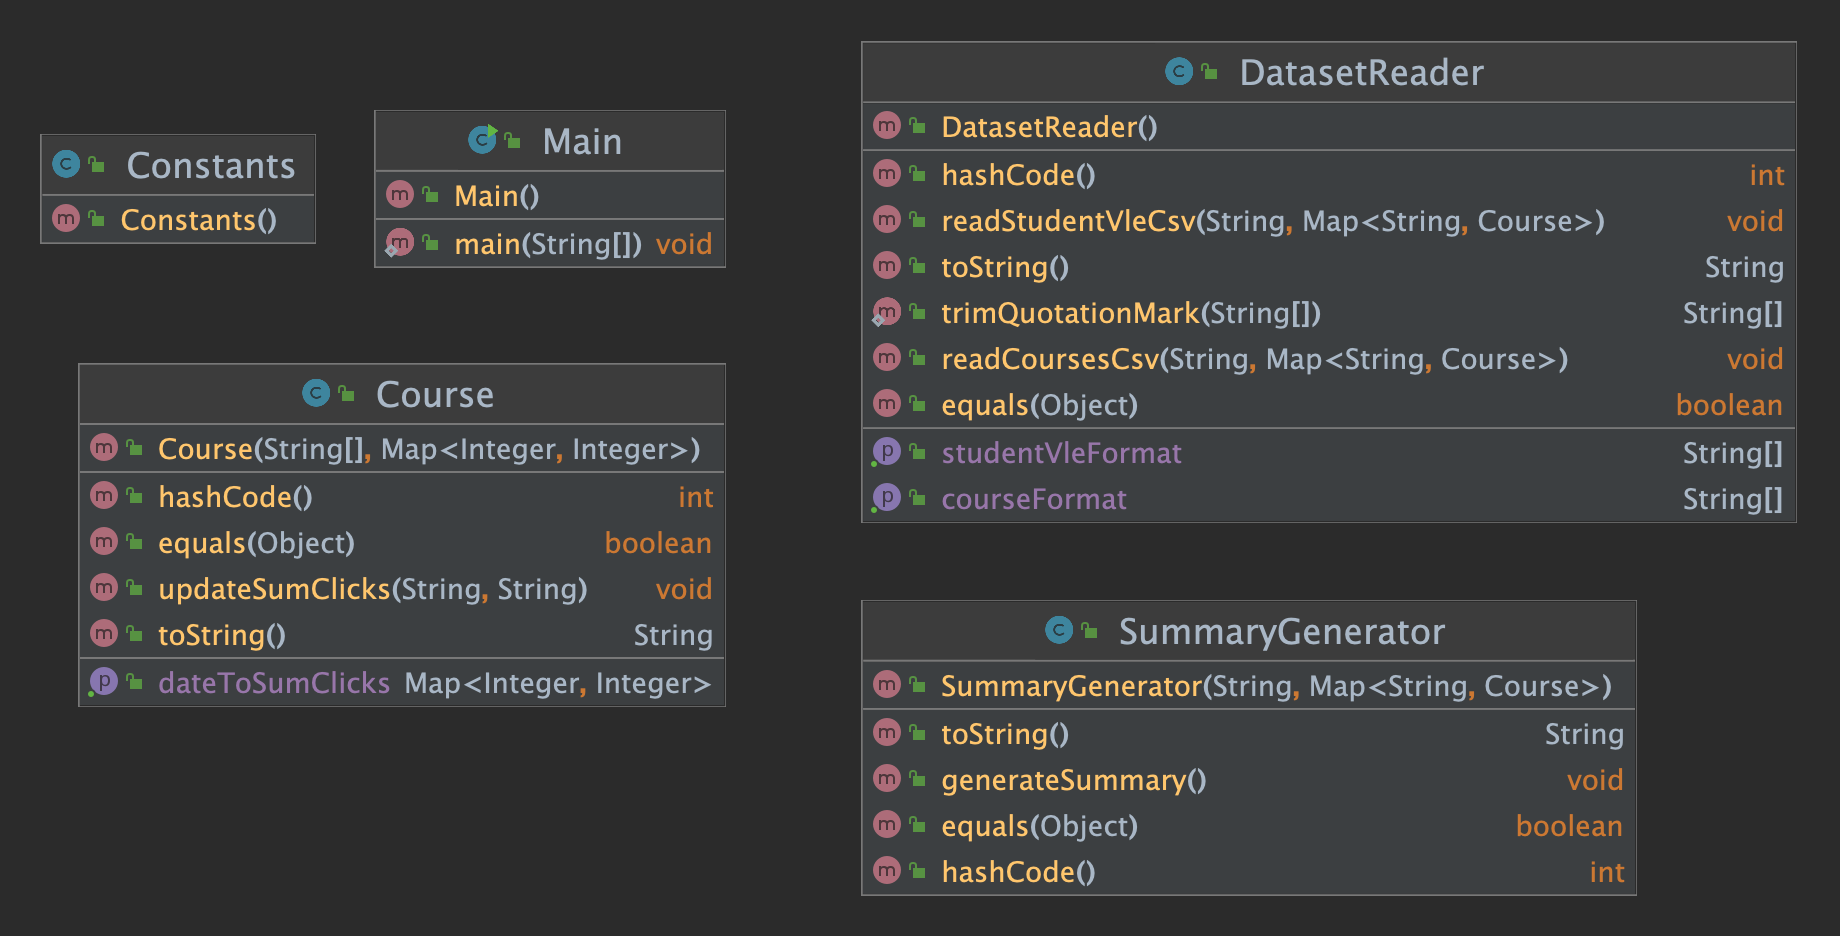 Constants
Constants()
Main
Main()
main(String[]) void
Course
Course(String[], Map<Integer, Integer>)
hashCode() int
equals(Object) boolean
updateSumClicks(String, String) void
toString() String
dateToSumClicks Map<Integer, Integer>
DatasetReader
DatasetReader()
hashCode() int
readStudentVleCsv(String, Map<String, Course>) void
toString() String
trimQuotationMark(String[]) String[]
readCoursesCsv(String, Map<String, Course>) void
equals(Object) boolean
studentVleFormat String[]
courseFormat String[]
SummaryGenerator
SummaryGenerator(String, Map<String, Course>)
toString() String
generateSummary() void
equals(Object) boolean
hashCode() int